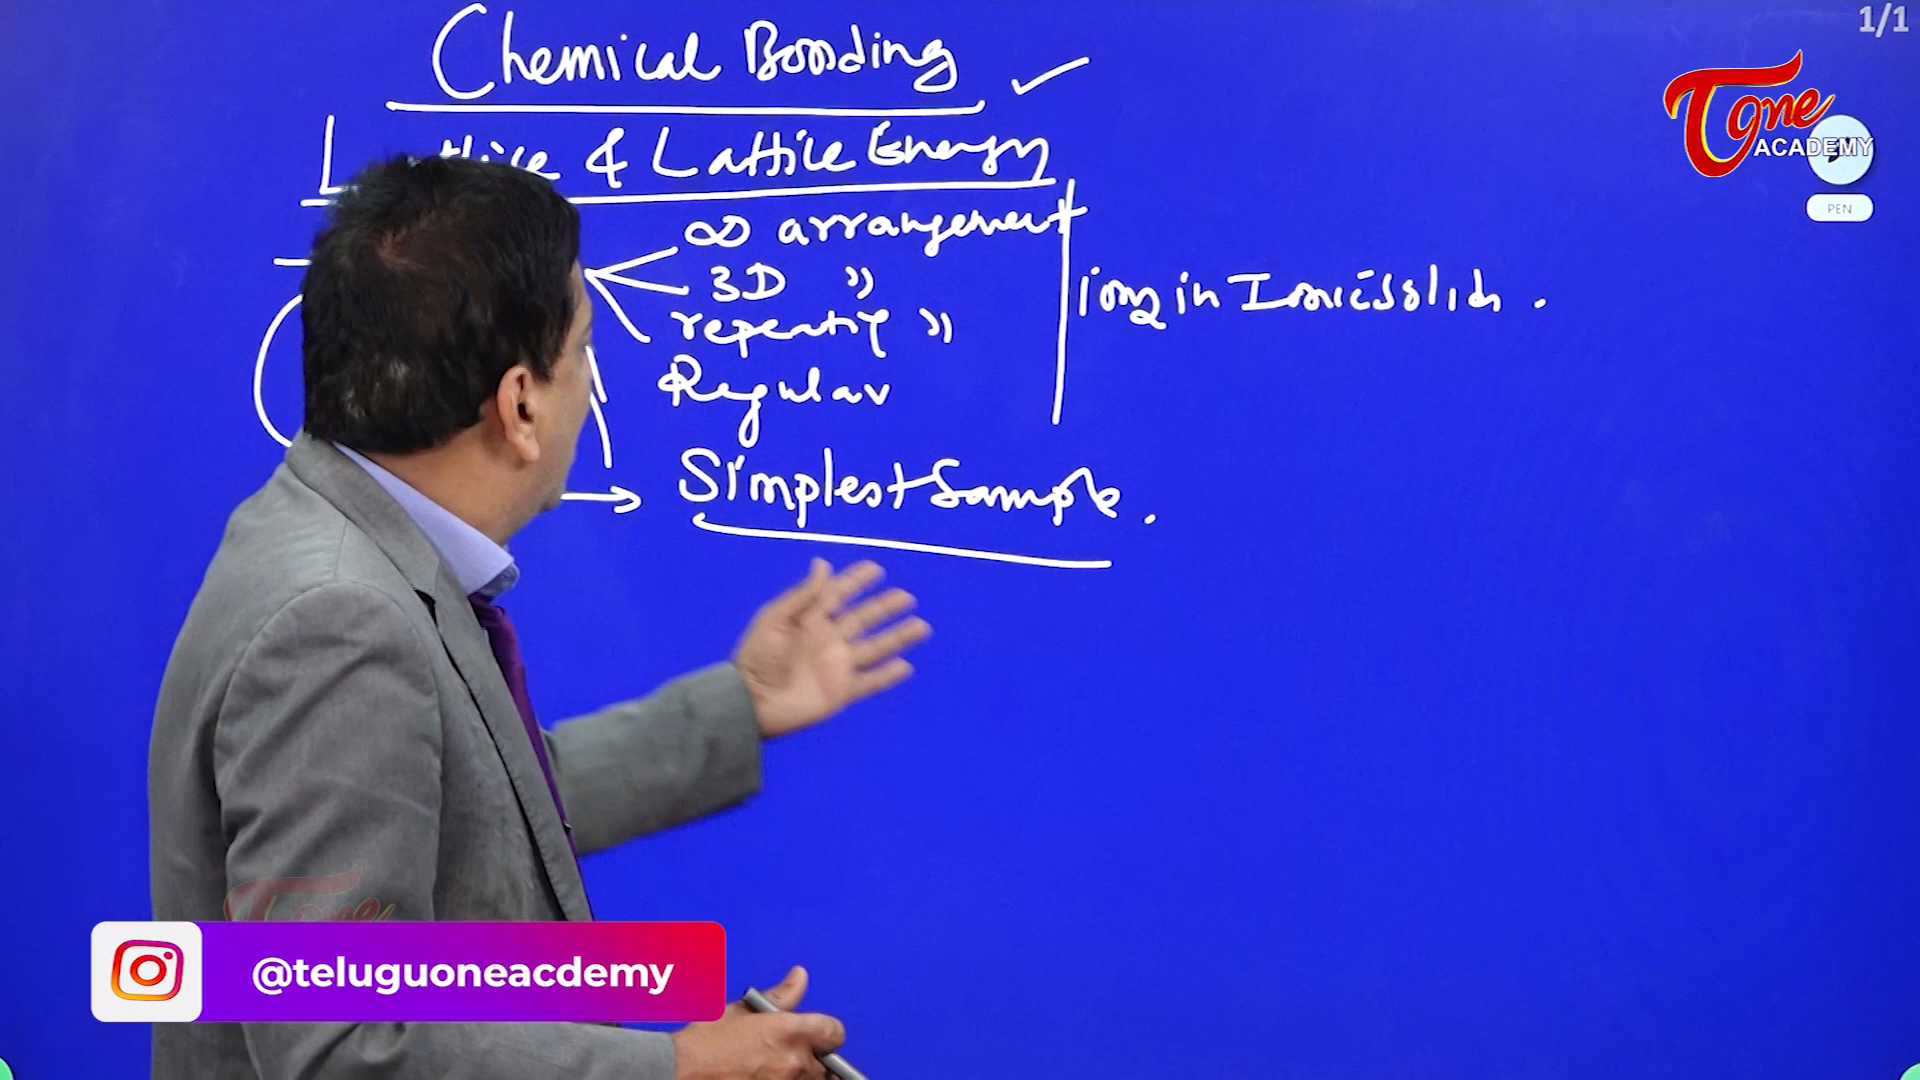 1/1
Chemical Bonding
Lattice & Lattice Energy
∞ arrangement
3D "
repeating "
Regular
ions in Ionic solids.
Simplest Sample.
Tone
ACADEMY
PEN
@teluguoneacdemy